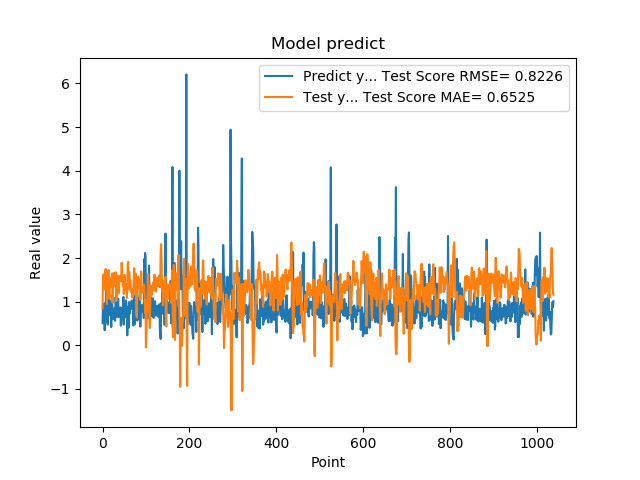 Model predict
Predict y... Test Score RMSE= 0.8226
Test y... Test Score MAE= 0.6525
Real value
6
5
4
3
2
1
0
−1
0 200 400 600 800 1000
Point